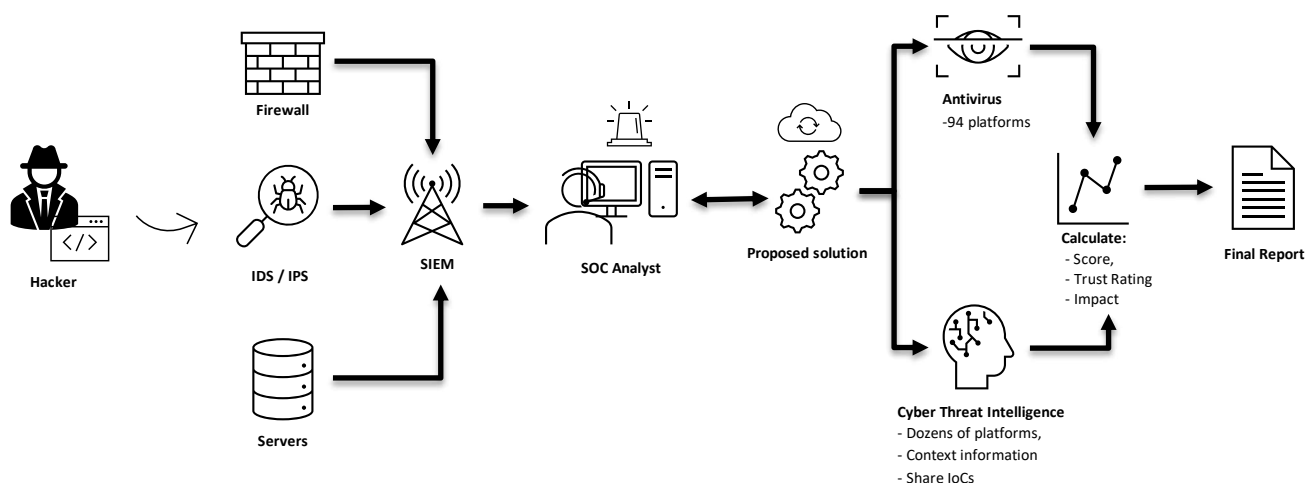 Firewall
Hacker
</>
IDS / IPS
Servers
SIEM
SOC Analyst
Proposed solution
Antivirus
-94 platforms
Cyber Threat Intelligence
- Dozens of platforms,
- Context information
- Share IoCs
Calculate:
- Score,
- Trust Rating
- Impact
Final Report